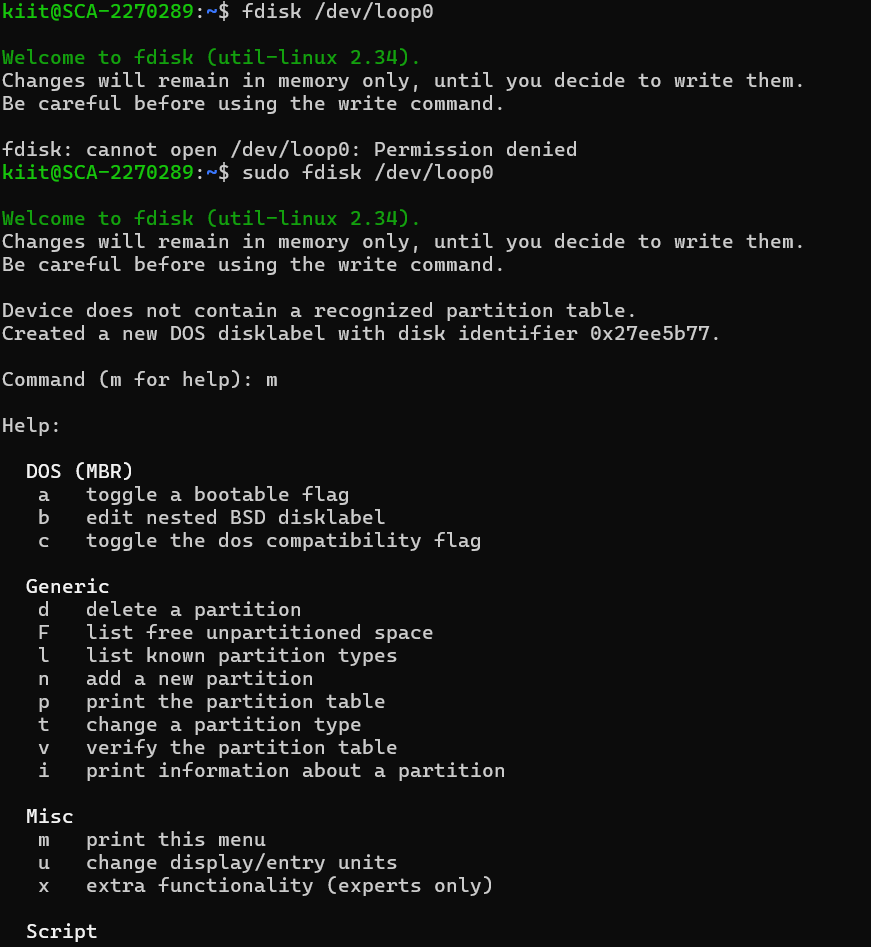 kiit@SCA-2270289:~$ fdisk /dev/loop0
Welcome to fdisk (util-linux 2.34).
Changes will remain in memory only, until you decide to write them.
Be careful before using the write command.
fdisk: cannot open /dev/loop0: Permission denied
kiit@SCA-2270289:~$ sudo fdisk /dev/loop0
Welcome to fdisk (util-linux 2.34).
Changes will remain in memory only, until you decide to write them.
Be careful before using the write command.
Device does not contain a recognized partition table.
Created a new DOS disklabel with disk identifier 0x27ee5b77.
Command (m for help): m
Help:
DOS (MBR)
a toggle a bootable flag
b edit nested BSD disklabel
c toggle the dos compatibility flag
Generic
d delete a partition
F list free unpartitioned space
l list known partition types
n add a new partition
p print the partition table
t change a partition type
v verify the partition table
i print information about a partition
Misc
m print this menu
u change display/entry units
x extra functionality (experts only)
Script